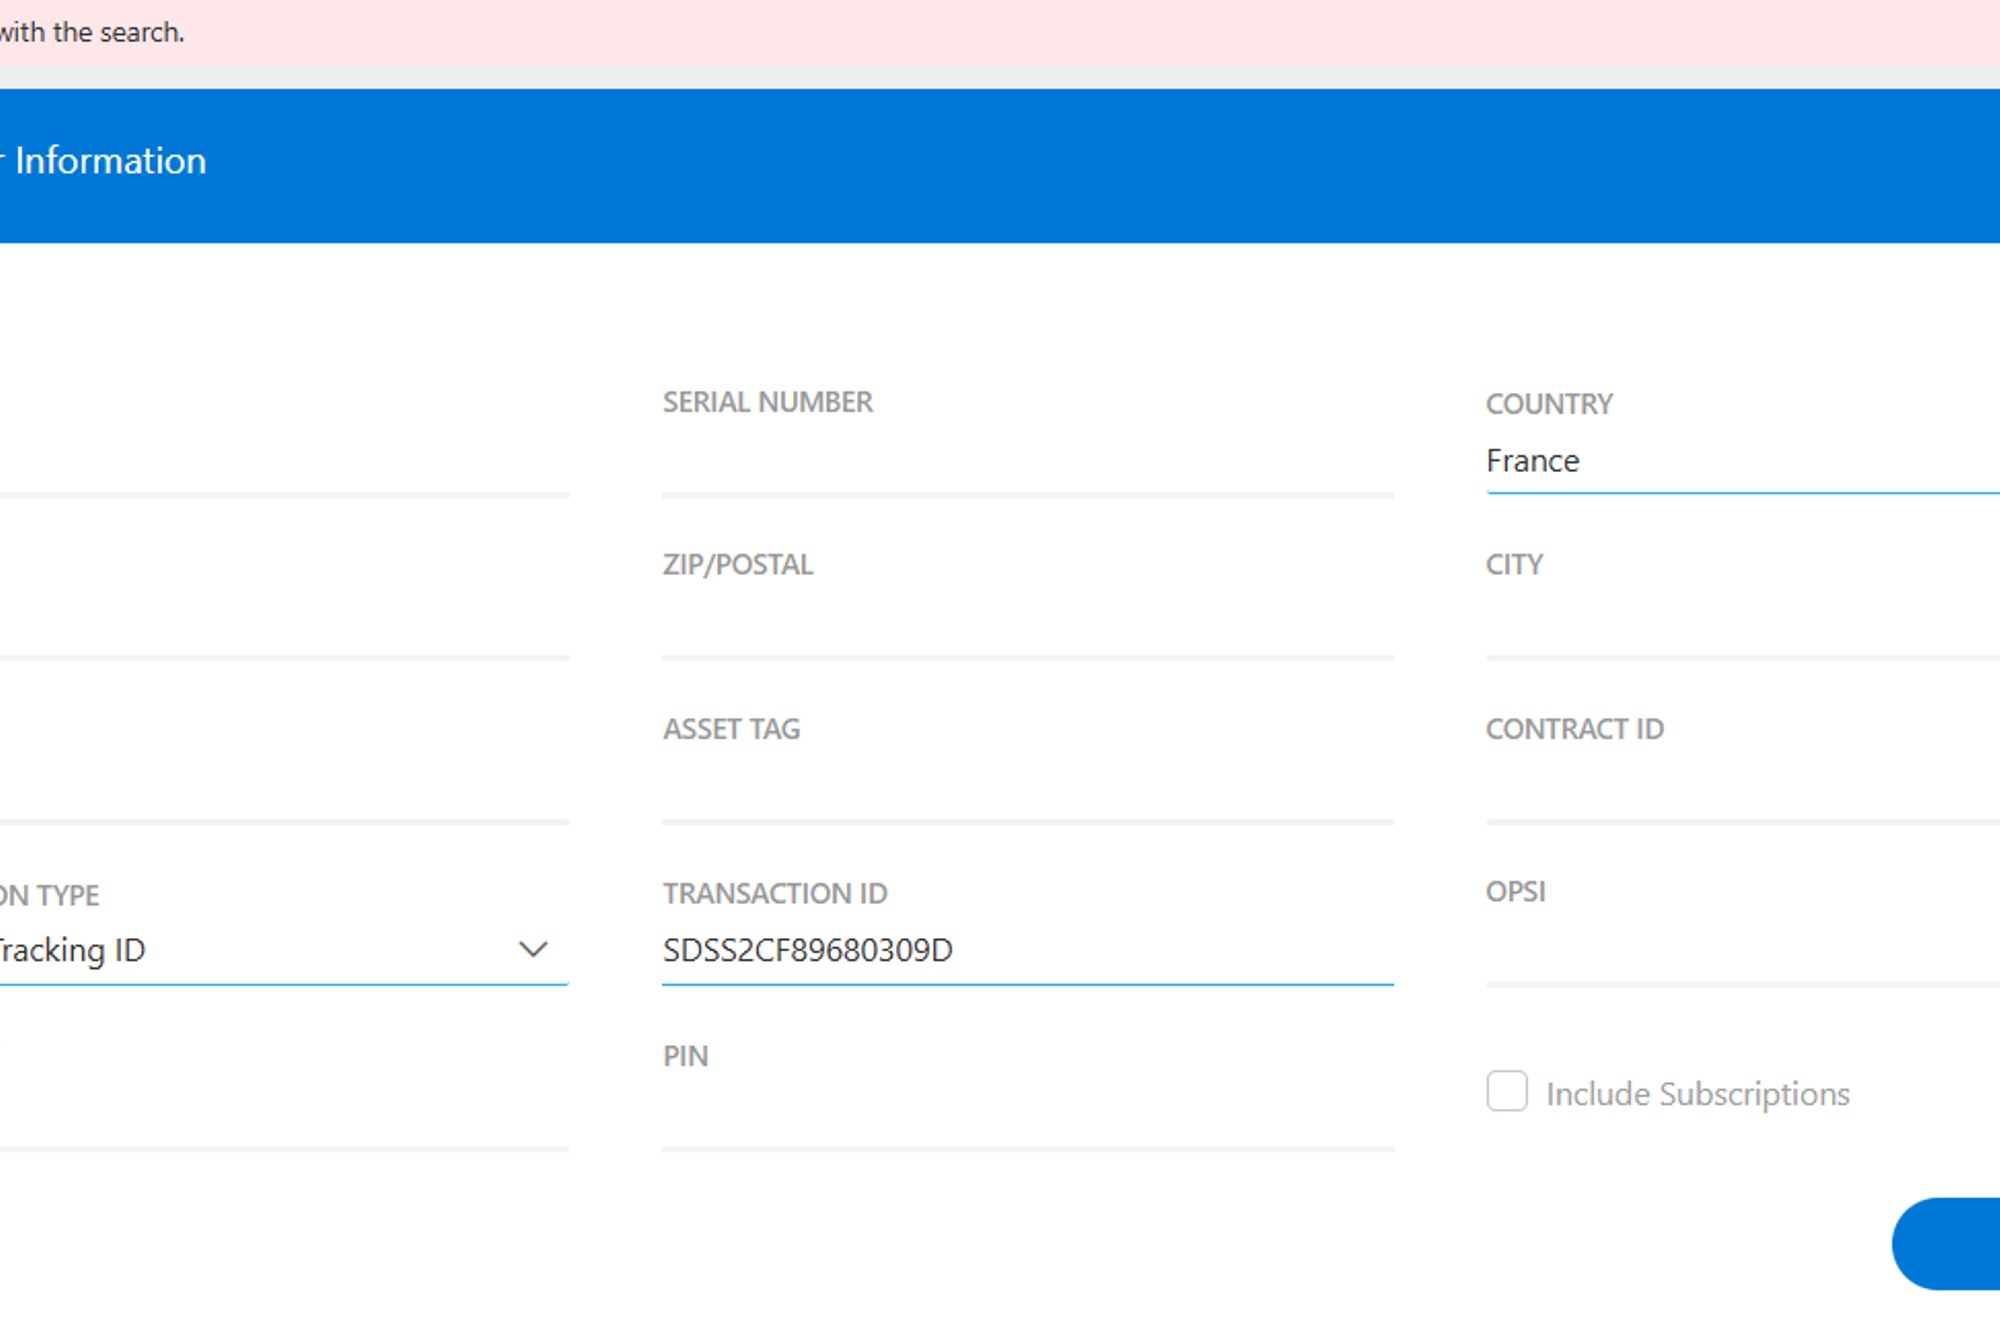 with the search.
r Information
SERIAL NUMBER
COUNTRY
France
ZIP/POSTAL
CITY
ASSET TAG
CONTRACT ID
ON TYPE
TRANSACTION ID
OPSI
Tracking ID
SDSS2CF89680309D
PIN
Include Subscriptions